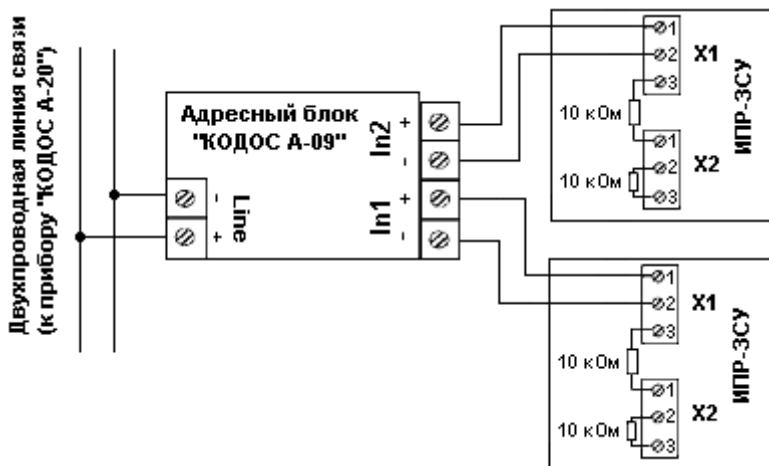 Двухпроводная линия связи
(к прибору "КОДОС А-20")
Адресный блок
"КОДОС А-09"
-
+
Line
In2
+
-
In1
+
-
1
2
3
X1
10 кОм
1
2
3
X2
10 кОм
ИПР-3СУ
1
2
3
X1
10 кОм
1
2
3
X2
10 кОм
ИПР-3СУ